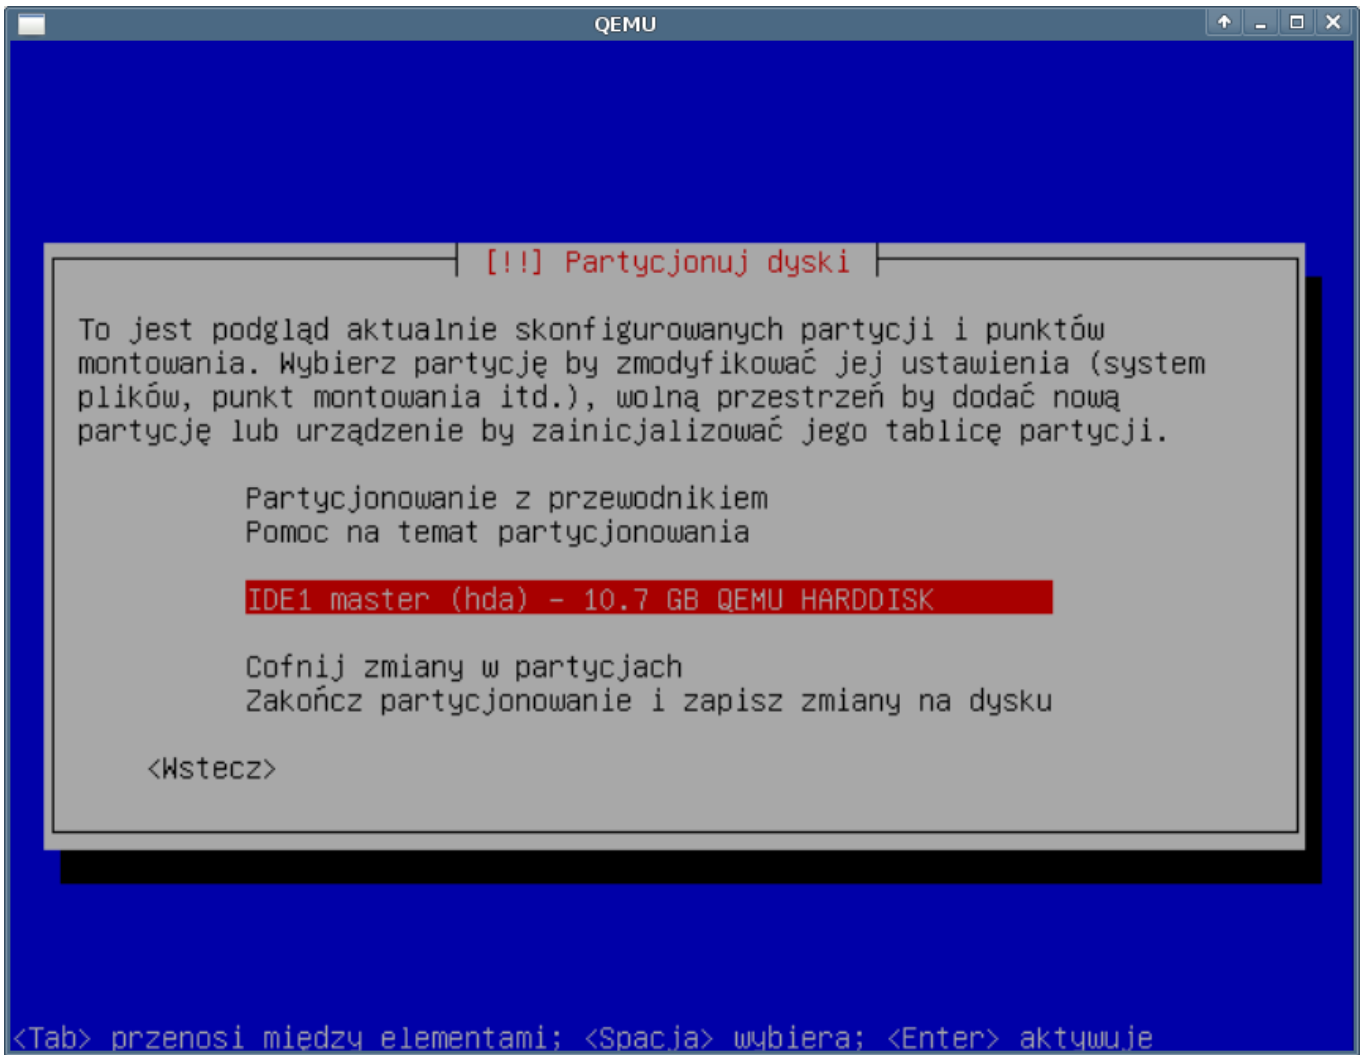 QEMU
[!!] Partycjonuj dyski
To jest podgląd aktualnie skonfigurowanych partycji i punktów
montowania. Wybierz partycję by zmodyfikować jej ustawienia (system
plików, punkt montowania itd.), wolną przestrzeń by dodać nową
partycję lub urządzenie by zainicjalizować jego tablicę partycji.
Partycjonowanie z przewodnikiem
Pomoc na temat partycjonowania
IDE1 master (hda) – 10.7 GB QEMU HARDDISK
Cofnij zmiany w partycjach
Zakończ partycjonowanie i zapisz zmiany na dysku
<Wstecz>
<Tab> przenosi między elementami; <Spacja> wybiera; <Enter> aktywuje